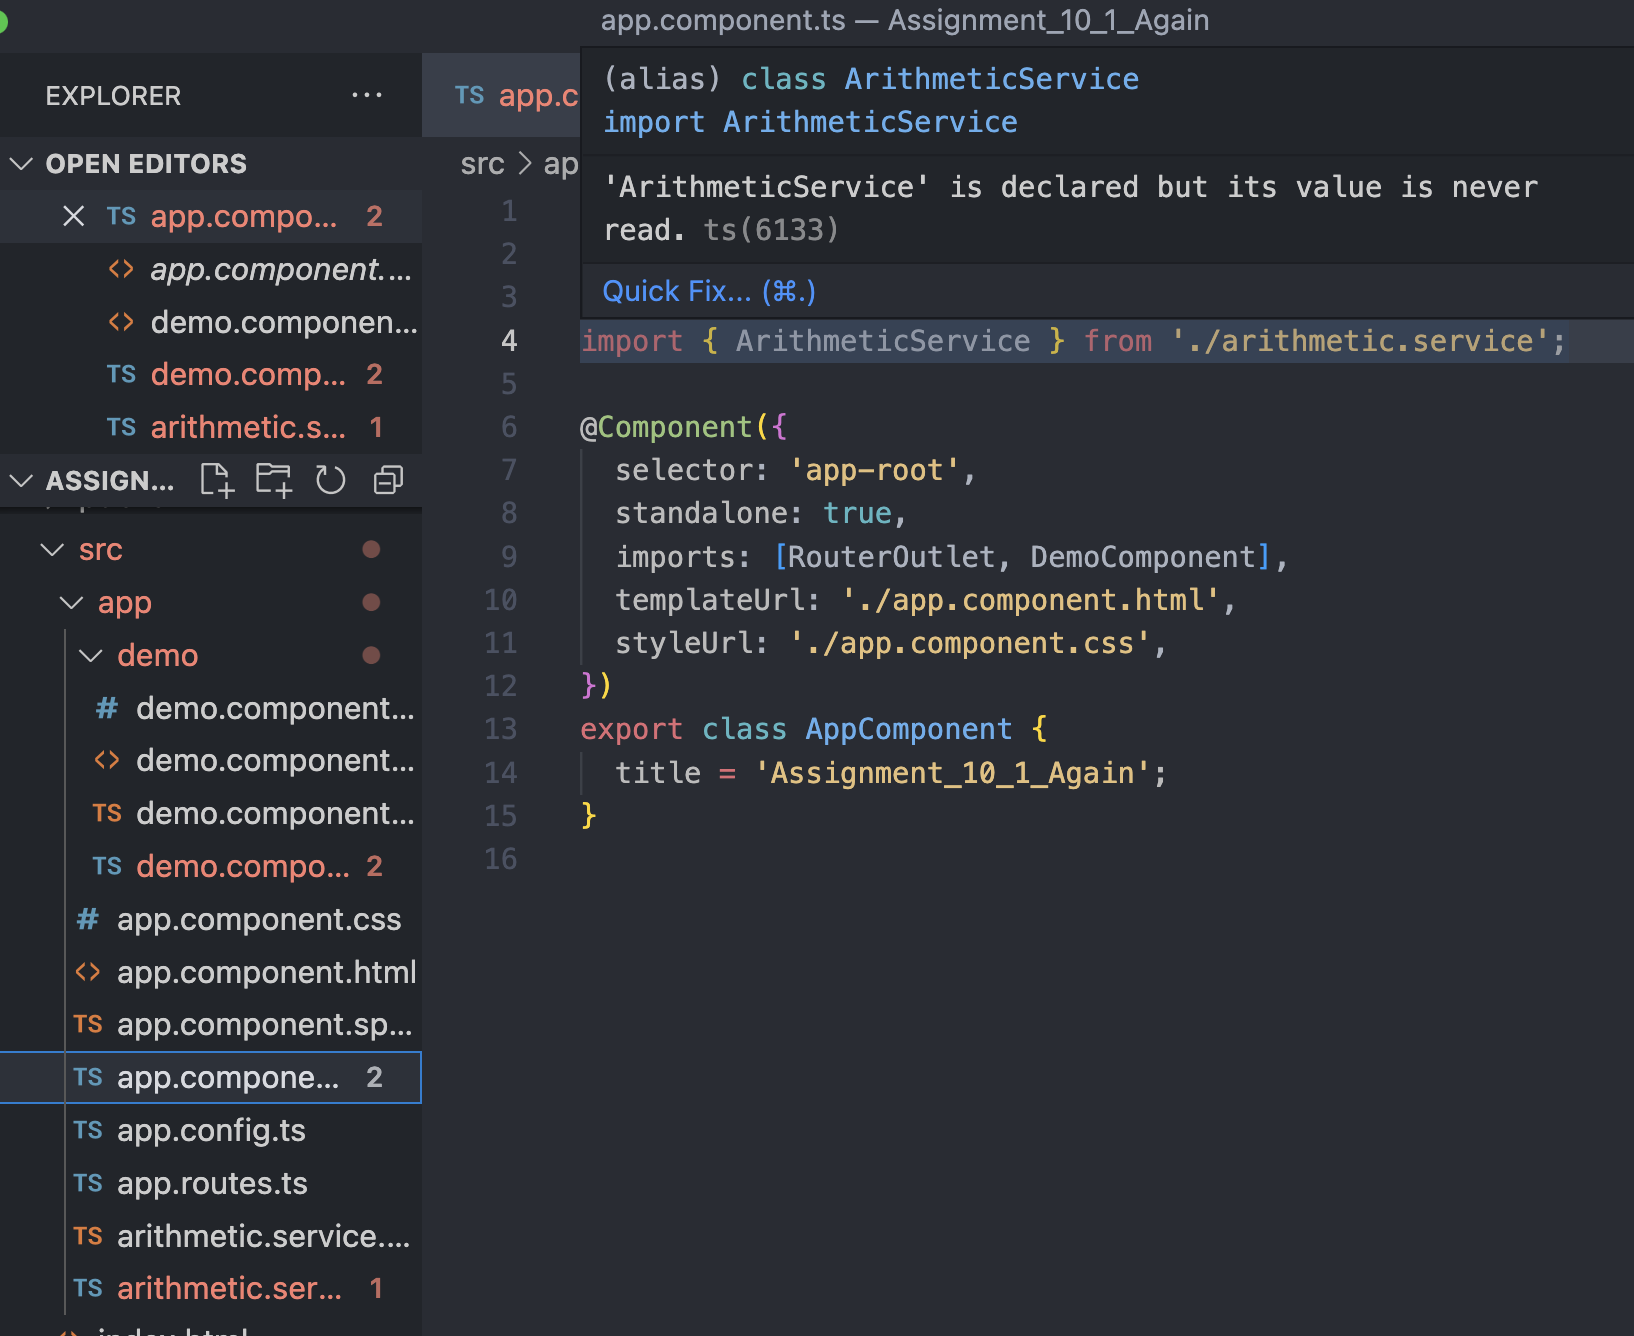 app.component.ts — Assignment_10_1_Again
EXPLORER ...
OPEN EDITORS
TS app.compo... 2
<> app.component....
<> demo.componen...
TS demo.comp... 2
TS arithmetic.s... 1
ASSIGN...
src
app
demo
# demo.component...
<> demo.component...
TS demo.component...
TS demo.compo... 2
# app.component.css
<> app.component.html
TS app.component.sp...
TS app.compone... 2
TS app.config.ts
TS app.routes.ts
TS arithmetic.service....
TS arithmetic.ser... 1
index.html
TS app.c
src > ap
(alias) class ArithmeticService
import ArithmeticService
'ArithmeticService' is declared but its value is never
read. ts(6133)
Quick Fix... (⌘.)
1
2
3
4 import { ArithmeticService } from './arithmetic.service';
5
6 @Component({
7 selector: 'app-root',
8 standalone: true,
9 imports: [RouterOutlet, DemoComponent],
10 templateUrl: './app.component.html',
11 styleUrl: './app.component.css',
12 })
13 export class AppComponent {
14 title = 'Assignment_10_1_Again';
15 }
16